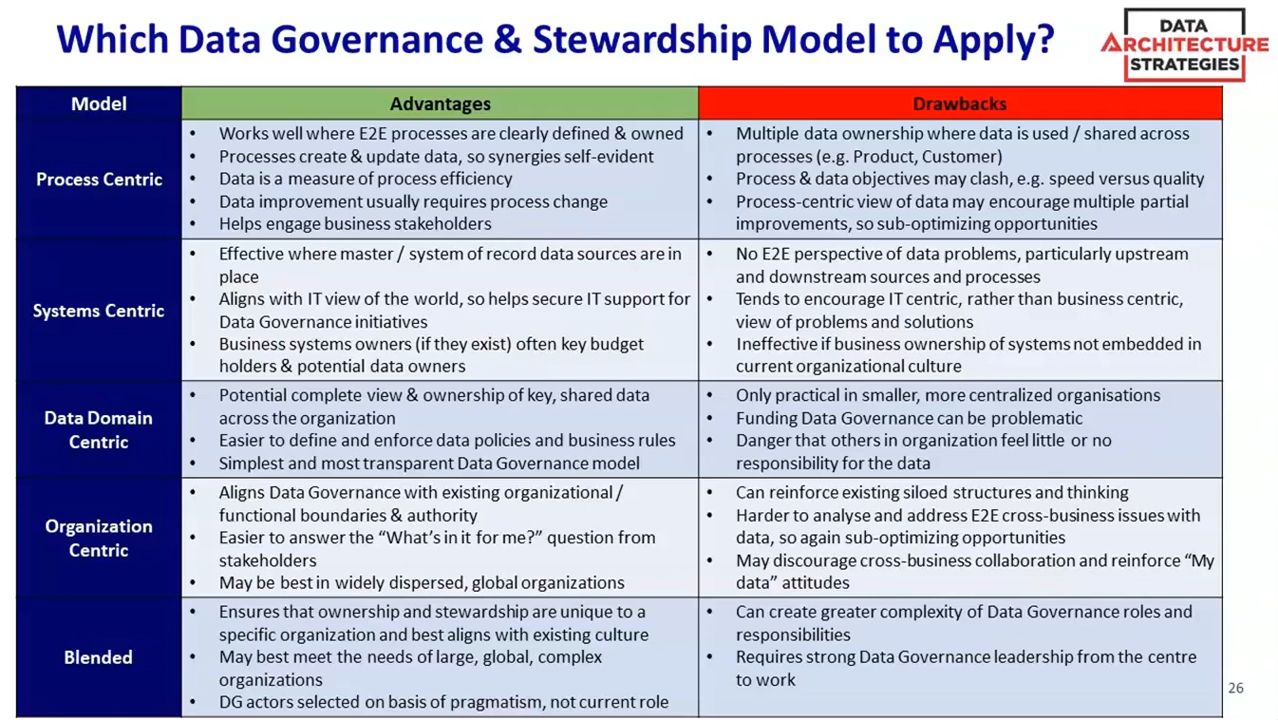 Which Data Governance & Stewardship Model to Apply?
DATA
ARCHITECTURE
STRATEGIES
Model
Advantages
Drawbacks
Process Centric
• Works well where E2E processes are clearly defined & owned
• Processes create & update data, so synergies self-evident
• Data is a measure of process efficiency
• Data improvement usually requires process change
• Helps engage business stakeholders
• Multiple data ownership where data is used / shared across
processes (e.g. Product, Customer)
• Process & data objectives may clash, e.g. speed versus quality
• Process-centric view of data may encourage multiple partial
improvements, so sub-optimizing opportunities
Systems Centric
• Effective where master / system of record data sources are in
place
• Aligns with IT view of the world, so helps secure IT support for
Data Governance initiatives
• Business systems owners (if they exist) often key budget
holders & potential data owners
• No E2E perspective of data problems, particularly upstream
and downstream sources and processes
• Tends to encourage IT centric, rather than business centric,
view of problems and solutions
• Ineffective if business ownership of systems not embedded in
current organizational culture
Data Domain
Centric
• Potential complete view & ownership of key, shared data
across the organization
• Easier to define and enforce data policies and business rules
• Simplest and most transparent Data Governance model
• Only practical in smaller, more centralized organisations
• Funding Data Governance can be problematic
• Danger that others in organization feel little or no
responsibility for the data
Organization
Centric
• Aligns Data Governance with existing organizational /
functional boundaries & authority
• Easier to answer the “What’s in it for me?” question from
stakeholders
• May be best in widely dispersed, global organizations
• Can reinforce existing siloed structures and thinking
• Harder to analyse and address E2E cross-business issues with
data, so again sub-optimizing opportunities
• May discourage cross-business collaboration and reinforce “My
data” attitudes
Blended
• Ensures that ownership and stewardship are unique to a
specific organization and best aligns with existing culture
• May best meet the needs of large, global, complex
organizations
• DG actors selected on basis of pragmatism, not current role
• Can create greater complexity of Data Governance roles and
responsibilities
• Requires strong Data Governance leadership from the centre
to work
26